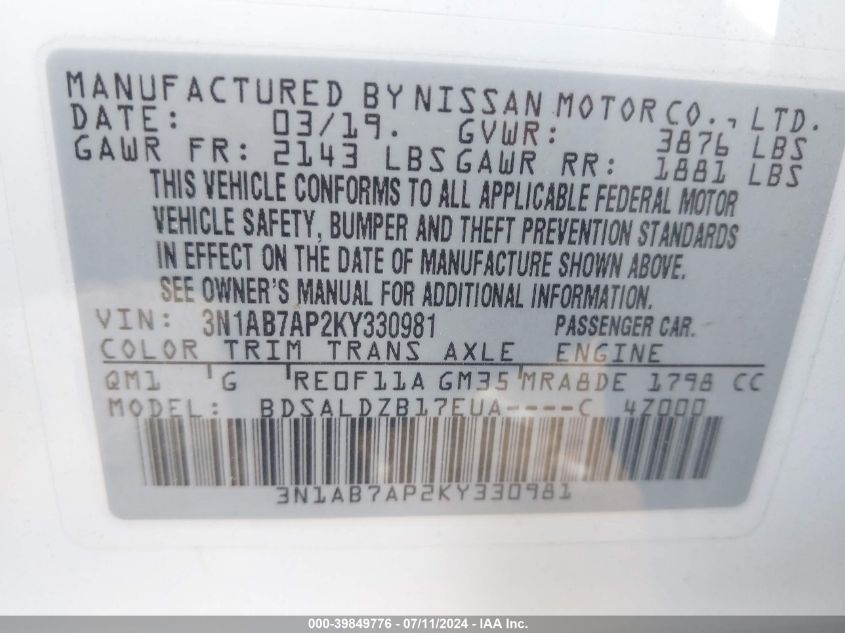 MANUFACTURED BY NISSAN MOTOR CO., LTD.
DATE: 03/19. GVWR: 3876 LBS
GAWR FR: 2143 LBS GAWR RR: 1881 LBS
THIS VEHICLE CONFORMS TO ALL APPLICABLE FEDERAL MOTOR
VEHICLE SAFETY, BUMPER AND THEFT PREVENTION STANDARDS
IN EFFECT ON THE DATE OF MANUFACTURE SHOWN ABOVE.
SEE OWNER'S MANUAL FOR ADDITIONAL INFORMATION.
VIN: 3N1AB7AP2KY330981 PASSENGER CAR.
COLOR TRIM TRANS AXLE ENGINE
QM1 G RE0F11A GM35 MRA8DE 1798 CC
MODEL: BDSALDZB17EUA----C 4Z000
3N1AB7AP2KY330981
000-39849776 - 07/11/2024 - IAA Inc.